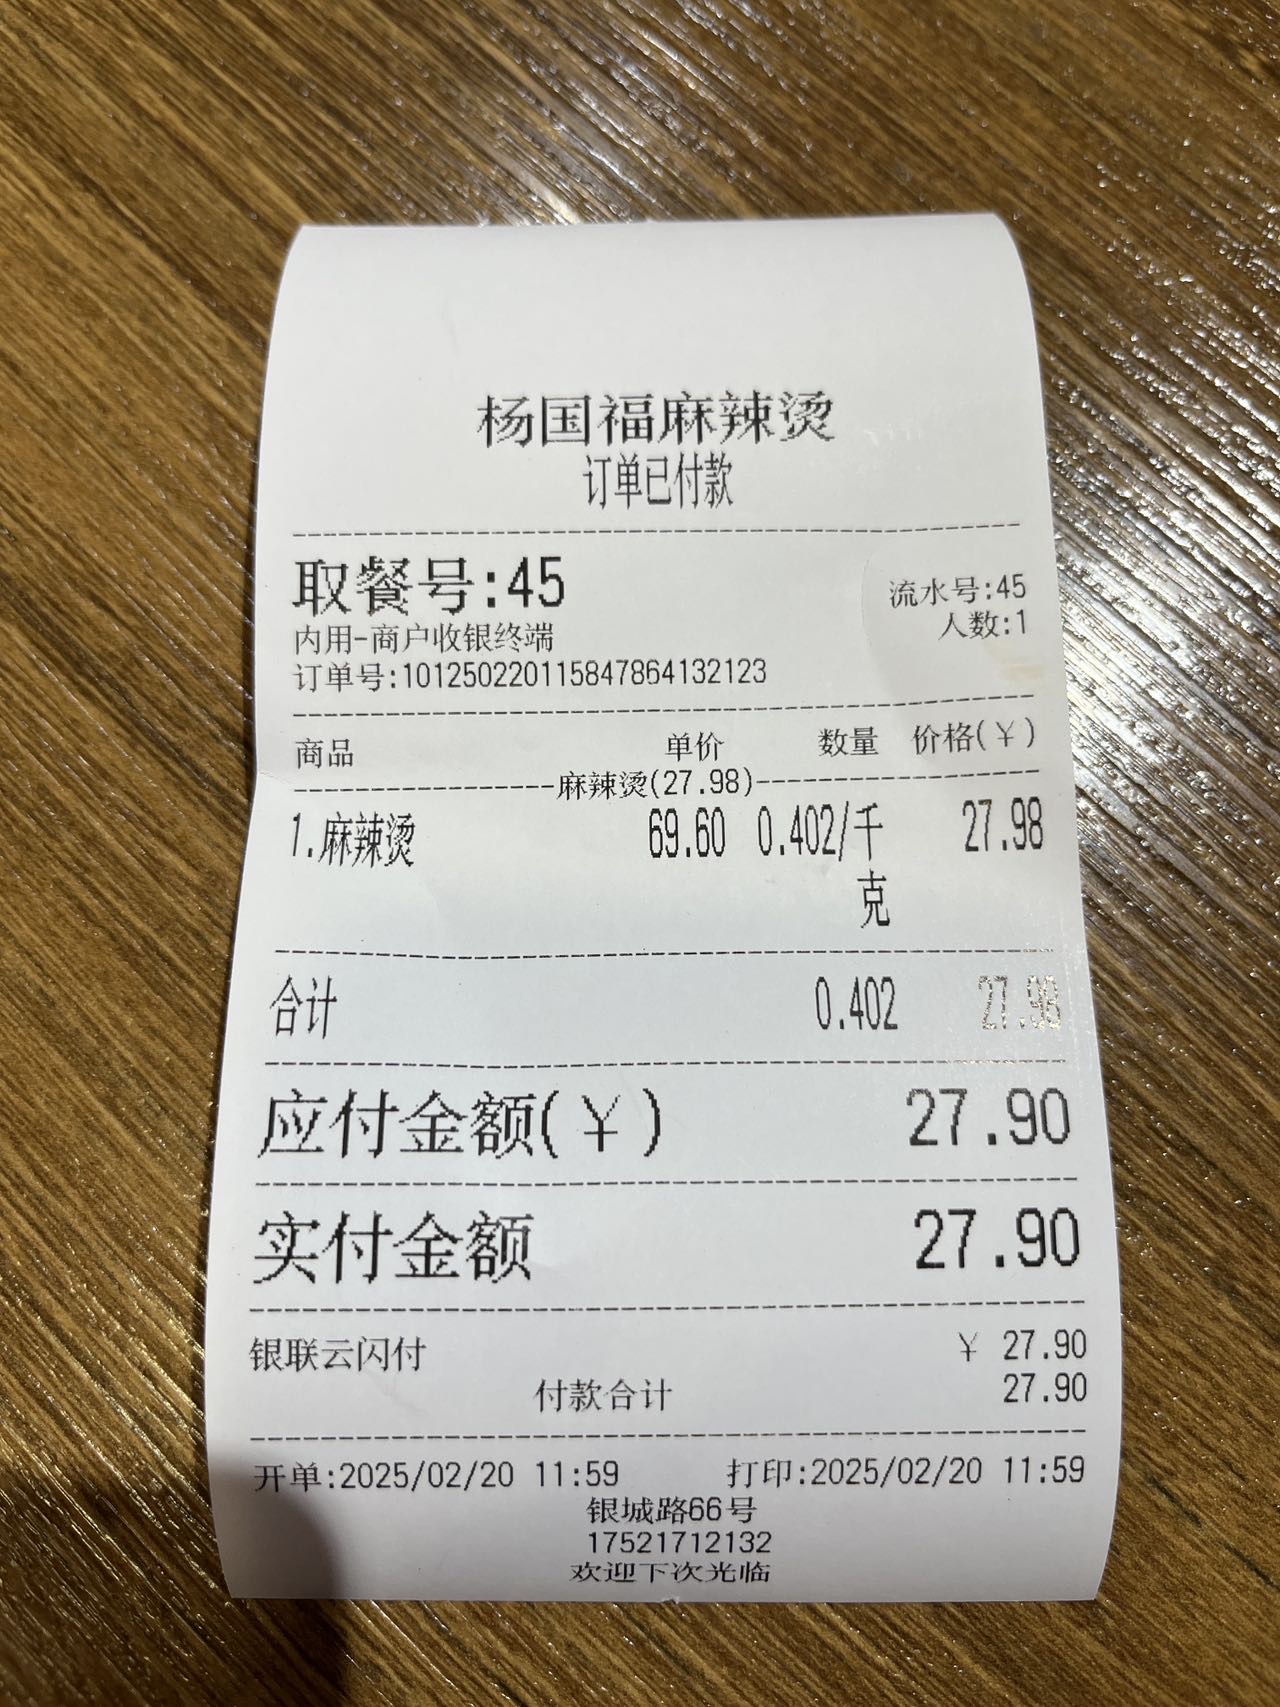 杨国福麻辣烫
订单已付款
取餐号:45
流水号:45
人数:1
内用-商户收银终端
订单号:101250220115847864132123
商品 单价 数量 价格(￥)
麻辣烫(27.98)
1.麻辣烫 69.60 0.402/千克 27.98
合计 0.402 27.98
应付金额(￥) 27.90
实付金额 27.90
银联云闪付 ￥ 27.90
付款合计 27.90
开单:2025/02/20 11:59 打印:2025/02/20 11:59
银城路66号
17521712132
欢迎下次光临